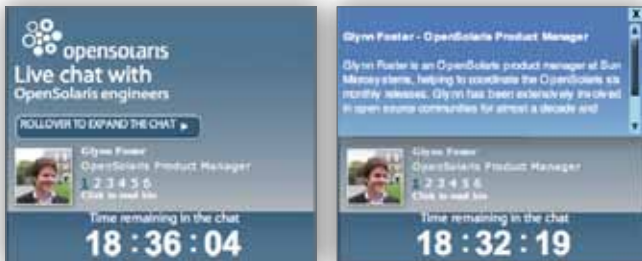 opensolaris
Live chat with
OpenSolaris engineers
ROLLOVER TO EXPAND THE CHAT
Glynn Foster
OpenSolaris Product Manager
1 2 3 4 5 6
Click to read bio
Time remaining in the chat
18:36:04
X
Glynn Foster - OpenSolaris Product Manager
Glynn Foster is an OpenSolaris product manager at Sun
Microsystems, helping to coordinate the OpenSolaris six
monthly releases. Glynn has been extensively involved
in open source communities for almost a decade and
Glynn Foster
OpenSolaris Product Manager
1 2 3 4 5 6
Click to read bio
Time remaining in the chat
18:32:19